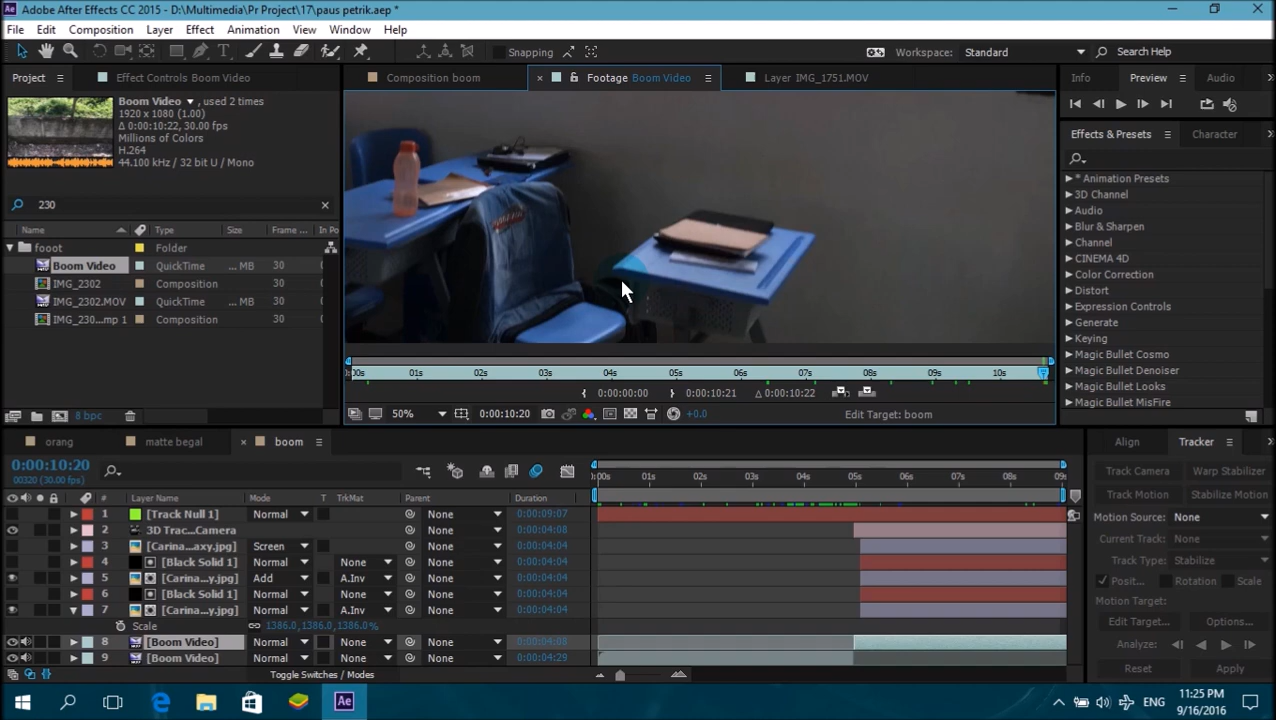 Adobe After Effects CC 2015 - D:\Multimedia\Pr Project\17\paus petrik.aep *
File Edit Composition Layer Effect Animation View Window Help
Snapping Workspace: Standard Search Help
Project Effect Controls Boom Video Composition boom Footage Boom Video Layer IMG_1751.MOV Info Preview Audio
Boom Video , used 2 times
1920 x 1080 (1.00)
Δ 0:00:10:22, 30.00 fps
Millions of Colors
H.264
44.100 kHz / 32 bit U / Mono
230
Name Type Size Frame ... In Po
fooot Folder
Boom Video QuickTime ... MB 30
IMG_2302 Composition 30
IMG_2302.MOV QuickTime ... MB 30
IMG_230...mp 1 Composition 30
8 bpc
:00s 01s 02s 03s 04s 05s 06s 07s 08s 09s 10s
0:00:00:00 0:00:10:21 Δ 0:00:10:22
50% 0:00:10:20 +0.0 Edit Target: boom
Effects & Presets Character
* Animation Presets
3D Channel
Audio
Blur & Sharpen
Channel
CINEMA 4D
Color Correction
Distort
Expression Controls
Generate
Keying
Magic Bullet Cosmo
Magic Bullet Denoiser
Magic Bullet Looks
Magic Bullet MisFire
orang matte begal boom
0:00:10:20
00320 (30.00 fps)
:00s 01s 02s 03s 04s 05s 06s 07s 08s 09s
# Layer Name Mode T TrkMat Parent Duration
1 [Track Null 1] Normal None 0:00:09:07
2 3D Trac...Camera None 0:00:04:08
3 [Carina...axy.jpg] Screen None 0:00:04:04
4 [Black Solid 1] Normal None None 0:00:04:04
5 [Carina...y.jpg] Add A.Inv None 0:00:04:04
6 [Black Solid 1] Normal None None 0:00:04:04
7 [Carina...y.jpg] Normal A.Inv None 0:00:04:04
Scale 1386.0,1386.0,1386.0%
8 [Boom Video] Normal None None 0:00:04:08
9 [Boom Video] Normal None None 0:00:04:29
Toggle Switches / Modes
Align Tracker
Track Camera Warp Stabilizer
Track Motion Stabilize Motion
Motion Source: None
Current Track: None
Track Type: Stabilize
Posit... Rotation Scale
Motion Target:
Edit Target... Options...
Analyze:
Reset Apply
Ae
ENG 11:25 PM
9/16/2016